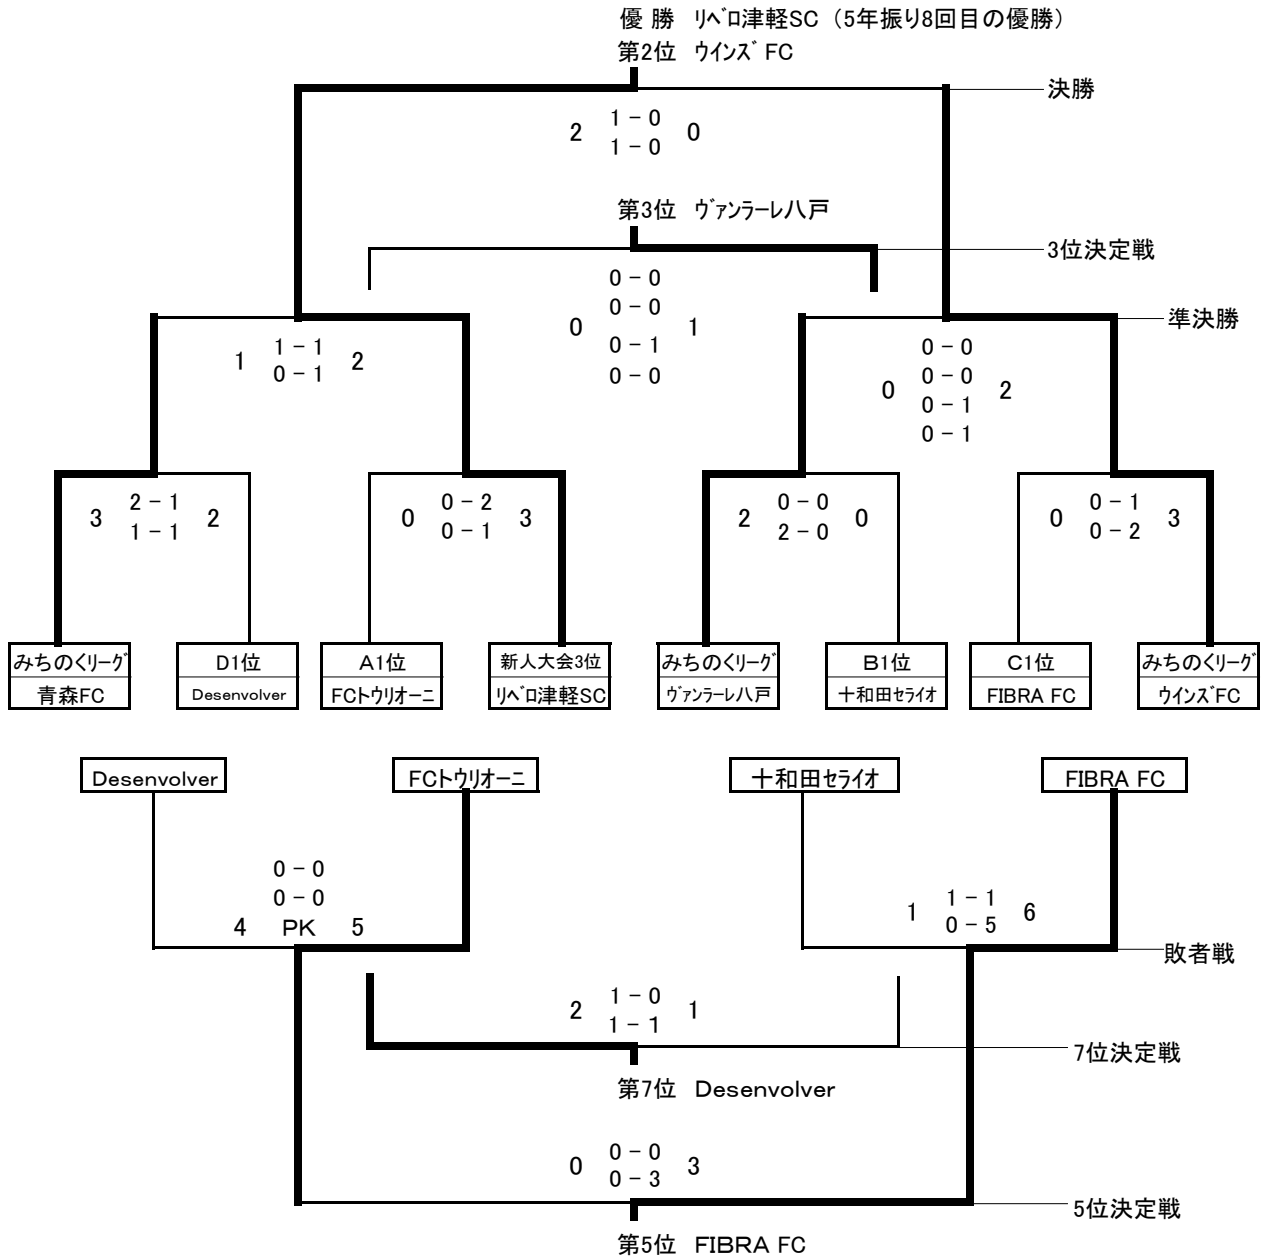 優 勝 リベロ津軽SC（5年振り8回目の優勝）
第2位 ウインズFC
決勝
2 1－0 0
1－0
第3位 ヴァンラーレ八戸
3位決定戦
0－0
0－0
0 1
0－1
0－0
準決勝
1 1－1 2
0－1
0－0
0－0
0 2
0－1
0－1
3 2－1 2
1－1
0 0－2 3
0－1
2 0－0 0
2－0
0 0－1 3
0－2
みちのくリーグ
青森FC
D1位
Desenvolver
A1位
FCトウリオーニ
新人大会3位
リベロ津軽SC
みちのくリーグ
ヴァンラーレ八戸
B1位
十和田セライオ
C1位
FIBRA FC
みちのくリーグ
ウインズFC
Desenvolver
FCトウリオーニ
十和田セライオ
FIBRA FC
0－0
0－0
4 PK 5
1 1－1 6
0－5
敗者戦
2 1－0 1
1－1
7位決定戦
第7位 Desenvolver
0 0－0 3
0－3
5位決定戦
第5位 FIBRA FC